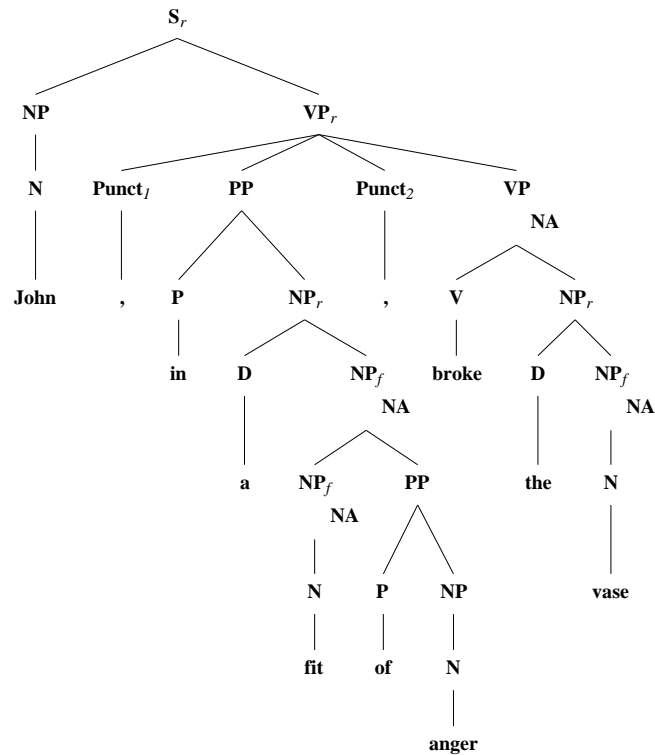 S_r
NP VP_r
N Punct_1 PP Punct_2 VP
NA
John , P NP_r , V NP_r
in D NP_f broke D NP_f
NA NA
a NP_f PP the N
NA
N P NP vase
fit of N
anger